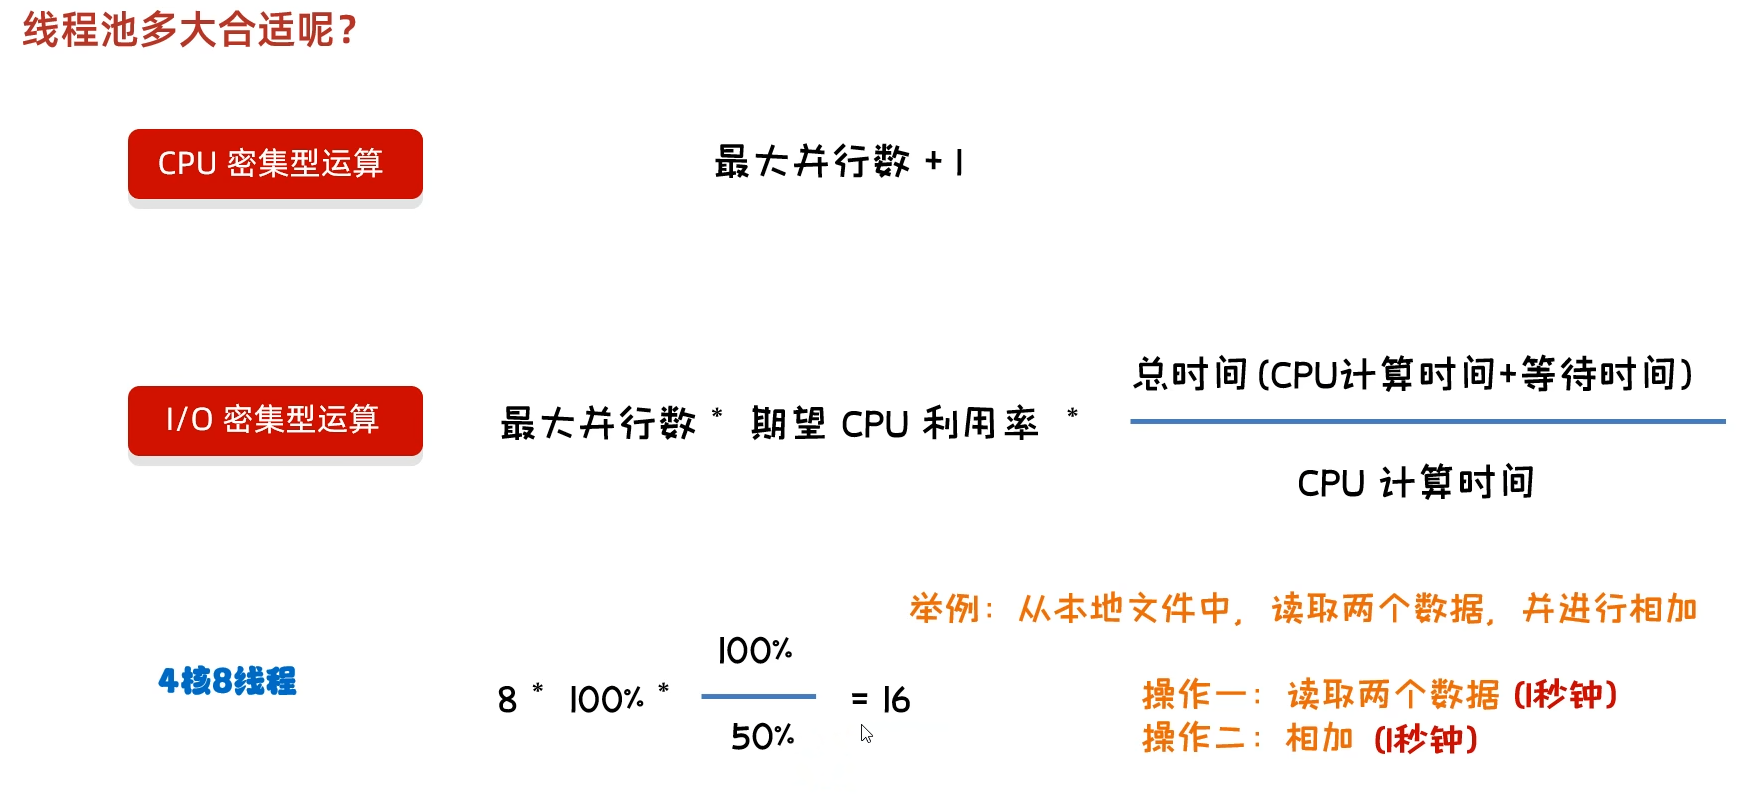 线程池多大合适呢?
CPU 密集型运算
最大并行数 + 1
I/O 密集型运算
最大并行数 * 期望 CPU 利用率 *
总时间(CPU计算时间+等待时间)
CPU 计算时间
举例：从本地文件中，读取两个数据，并进行相加
4核8线程
8 * 100% *
100%
50%
= 16
操作一：读取两个数据 (1秒钟)
操作二：相加 (1秒钟)